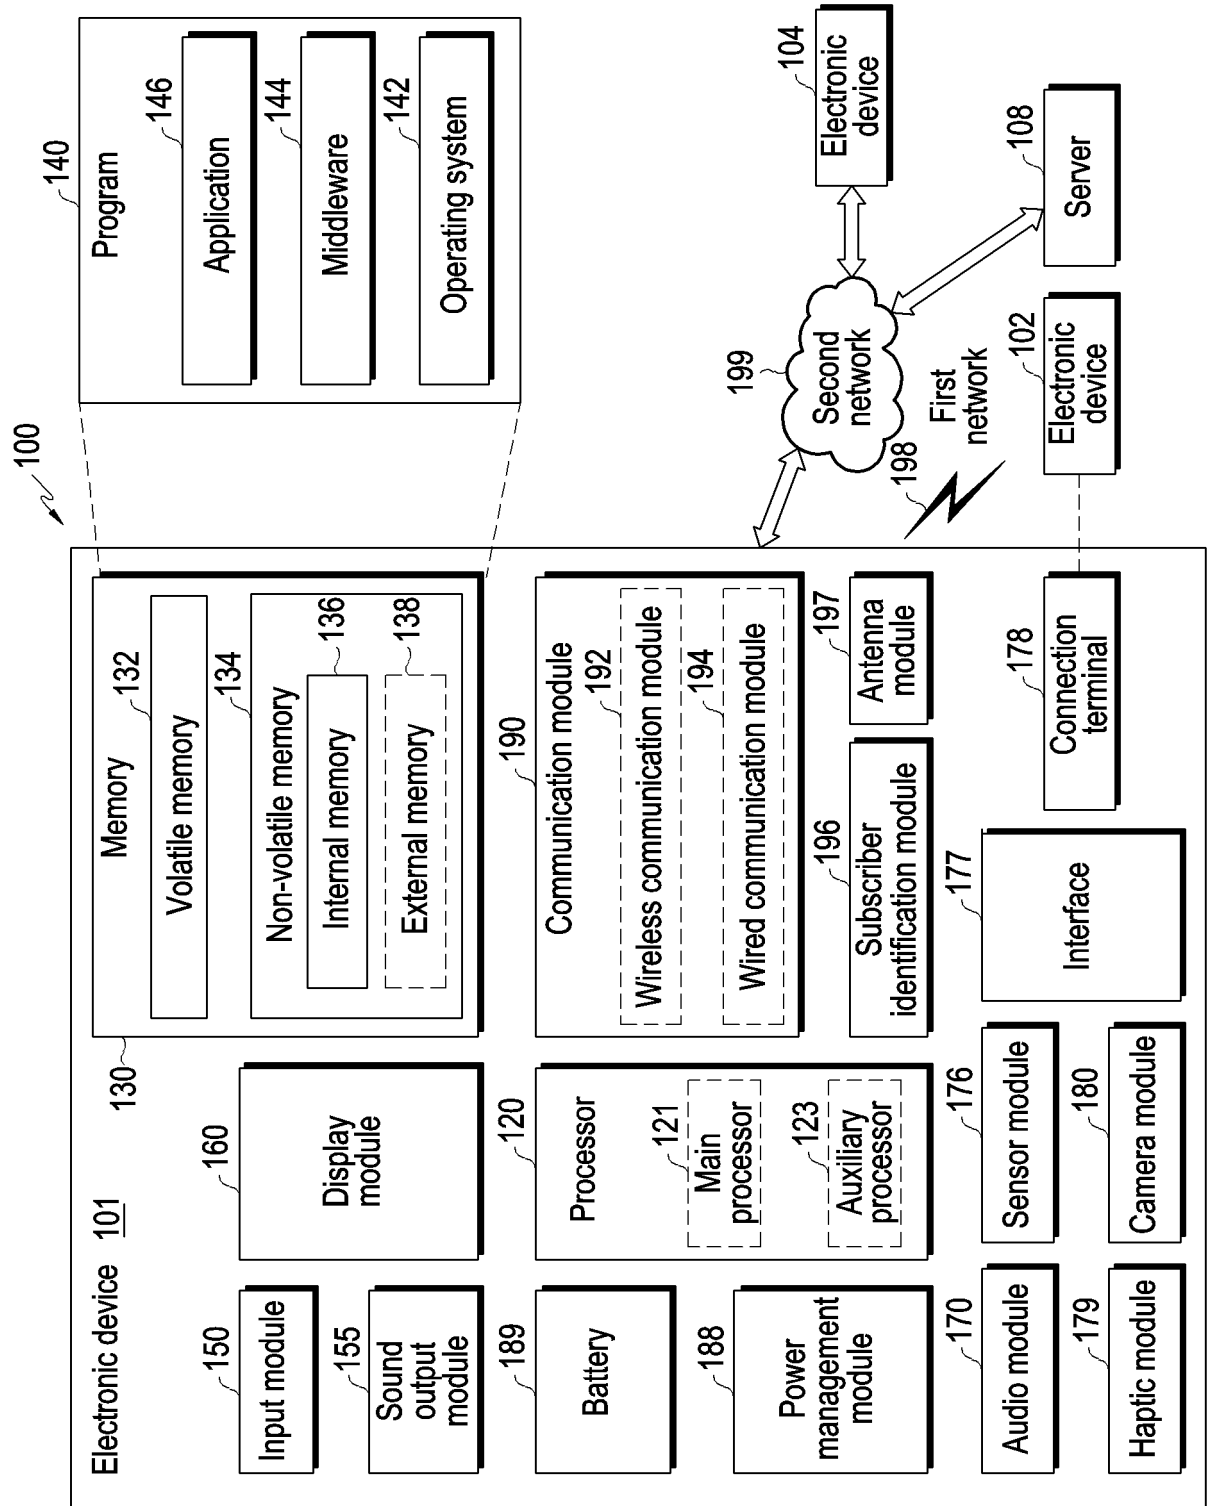 100
Electronic device 101
150
Input module
155
Sound
output
module
189
Battery
188
Power
management
module
170
Audio module
179
Haptic module
160
Display
module
120
Processor
121
Main
processor
123
Auxiliary
processor
176
Sensor module
180
Camera module
130
Memory
132
Volatile memory
134
Non-volatile memory
136
Internal memory
138
External memory
190
Communication module
192
Wireless communication module
194
Wired communication module
196
Subscriber
identification module
197
Antenna
module
177
Interface
178
Connection
terminal
140
Program
146
Application
144
Middleware
142
Operating system
199
Second
network
198
First
network
104
Electronic
device
102
Electronic
device
108
Server